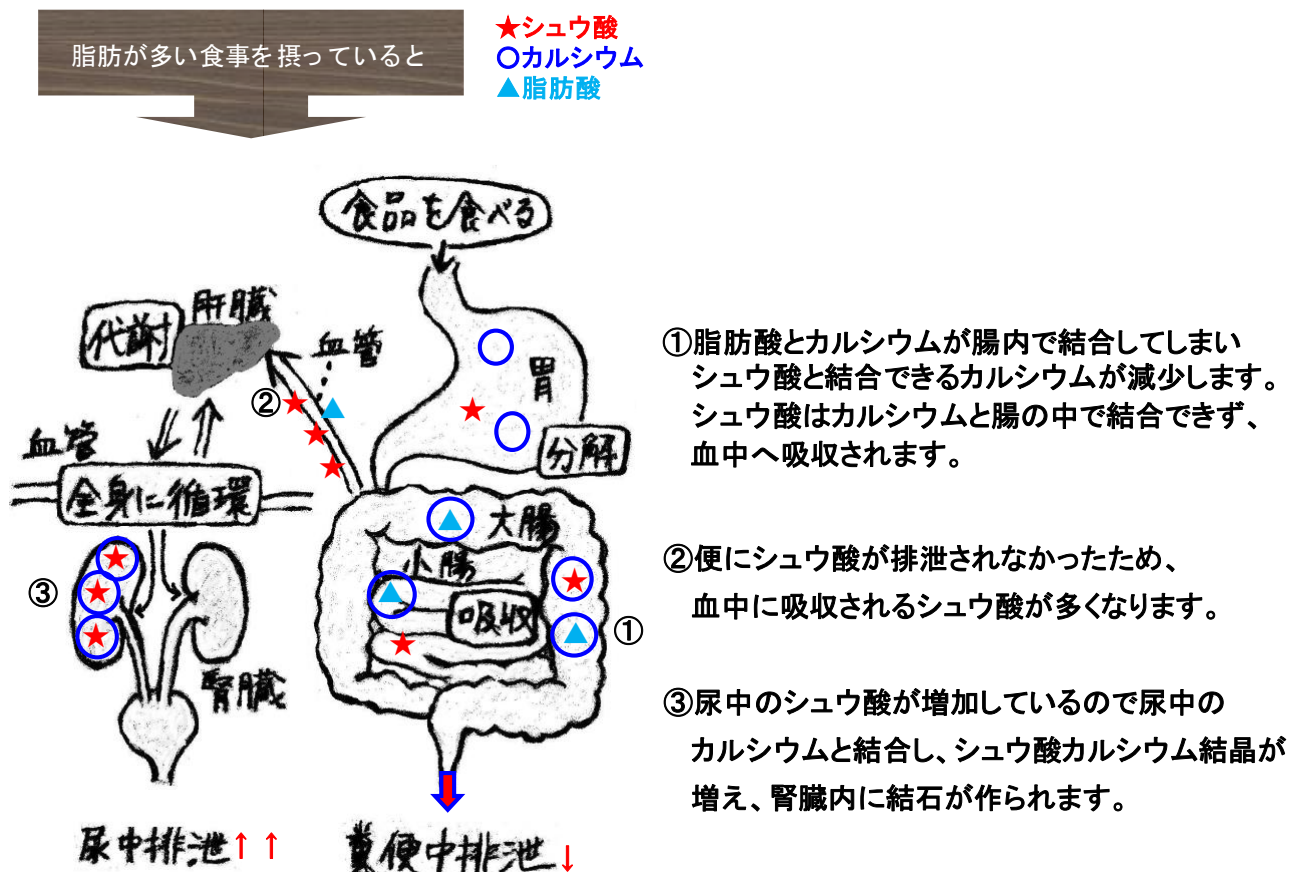 脂肪が多い食事を摂っていると
★シュウ酸
○カルシウム
▲脂肪酸
食品を食べる
肝臓
代謝
血管
胃
②
分解
血管
全身に循環
大腸
小腸
吸収
①
③
腎臓
尿中排泄↑↑
糞便中排泄↓
①脂肪酸とカルシウムが腸内で結合してしまい
シュウ酸と結合できるカルシウムが減少します。
シュウ酸はカルシウムと腸の中で結合できず、
血中へ吸収されます。
②便にシュウ酸が排泄されなかったため、
血中に吸収されるシュウ酸が多くなります。
③尿中のシュウ酸が増加しているので尿中の
カルシウムと結合し、シュウ酸カルシウム結晶が
増え、腎臓内に結石が作られます。